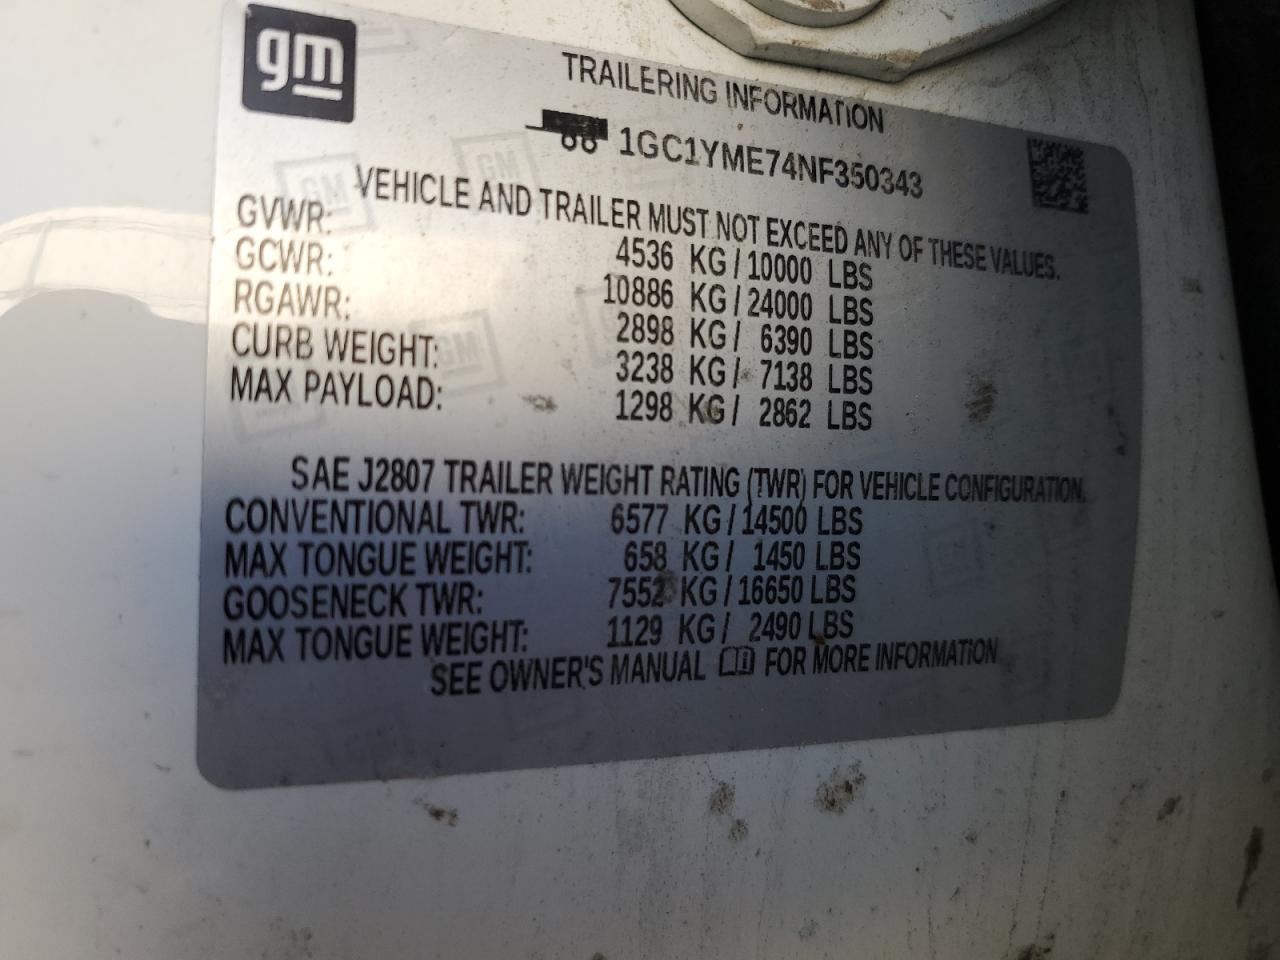 gm
TRAILERING INFORMATION
1GC1YME74NF350343
VEHICLE AND TRAILER MUST NOT EXCEED ANY OF THESE VALUES.
GVWR: 4536 KG / 10000 LBS
GCWR: 10886 KG / 24000 LBS
RGAWR: 2898 KG / 6390 LBS
CURB WEIGHT: 3238 KG / 7138 LBS
MAX PAYLOAD: 1298 KG / 2862 LBS
SAE J2807 TRAILER WEIGHT RATING (TWR) FOR VEHICLE CONFIGURATION.
CONVENTIONAL TWR: 6577 KG / 14500 LBS
MAX TONGUE WEIGHT: 658 KG / 1450 LBS
GOOSENECK TWR: 7552 KG / 16650 LBS
MAX TONGUE WEIGHT: 1129 KG / 2490 LBS
SEE OWNER'S MANUAL FOR MORE INFORMATION